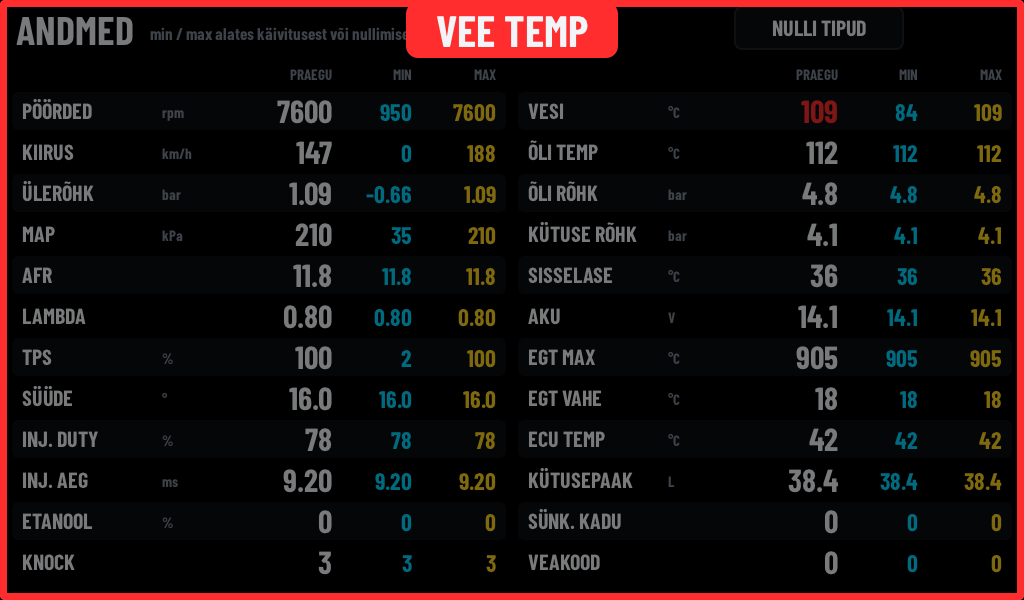 ANDMED min / max alates käivitusest või nullimise VEE TEMP NULLI TIPUD
PRAEGU MIN MAX PRAEGU MIN MAX
PÖÖRDED rpm 7600 950 7600 VESI °C 109 84 109
KIIRUS km/h 147 0 188 ÕLI TEMP °C 112 112 112
ÜLERÕHK bar 1.09 -0.66 1.09 ÕLI RÕHK bar 4.8 4.8 4.8
MAP kPa 210 35 210 KÜTUSE RÕHK bar 4.1 4.1 4.1
AFR 11.8 11.8 11.8 SISSELASE °C 36 36 36
LAMBDA 0.80 0.80 0.80 AKU V 14.1 14.1 14.1
TPS % 100 2 100 EGT MAX °C 905 905 905
SÜÜDE ° 16.0 16.0 16.0 EGT VAHE °C 18 18 18
INJ. DUTY % 78 78 78 ECU TEMP °C 42 42 42
INJ. AEG ms 9.20 9.20 9.20 KÜTUSEPAAK L 38.4 38.4 38.4
ETANOOL % 0 0 0 SÜNK. KADU 0 0 0
KNOCK 3 3 3 VEAKOOD 0 0 0